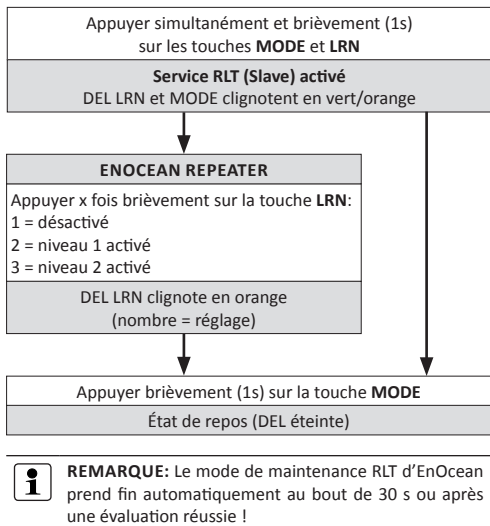 Appuyer simultanément et brièvement (1s)
sur les touches MODE et LRN
Service RLT (Slave) activé
DEL LRN et MODE clignotent en vert/orange
ENOCEAN REPEATER
Appuyer x fois brièvement sur la touche LRN:
1 = désactivé
2 = niveau 1 activé
3 = niveau 2 activé
DEL LRN clignote en orange
(nombre = réglage)
Appuyer brièvement (1s) sur la touche MODE
État de repos (DEL éteinte)
i
REMARQUE: Le mode de maintenance RLT d'EnOcean
prend fin automatiquement au bout de 30 s ou après
une évaluation réussie !